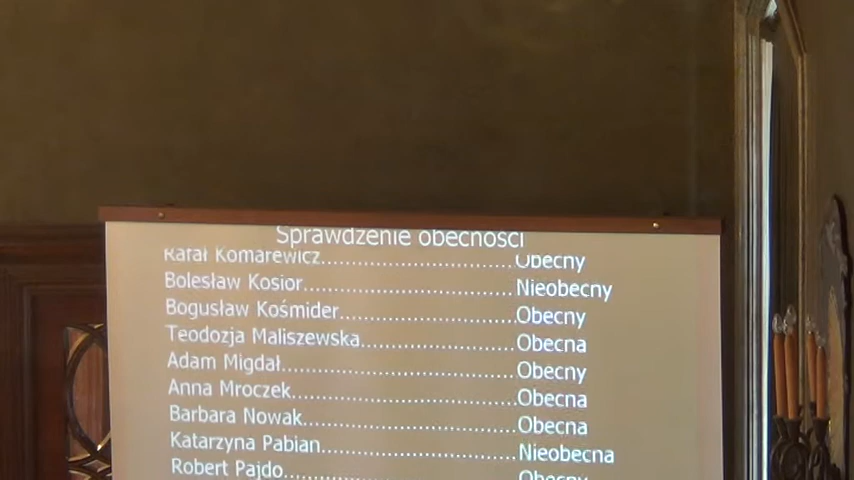 Sprawdzenie obecności
Rafał Komarewicz...............................Obecny
Bolesław Kosior.................................Nieobecny
Bogusław Kośmider...........................Obecny
Teodozja Maliszewska........................Obecna
Adam Migdał....................................Obecny
Anna Mroczek...................................Obecna
Barbara Nowak.................................Obecna
Katarzyna Pabian..............................Nieobecna
Robert Pajdo....................................Obecny